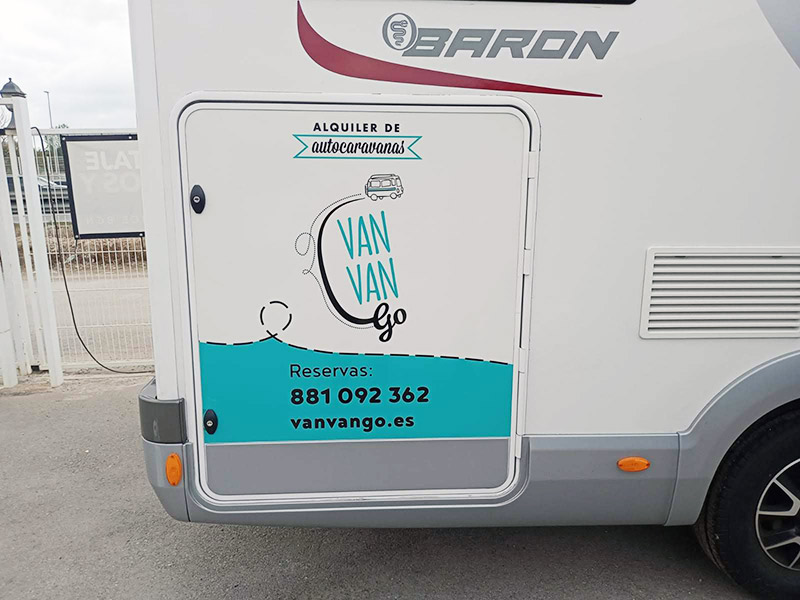 BARON
ALQUILER DE
autocaravanas
VAN
VAN
Go
Reservas:
881 092 362
vanvango.es